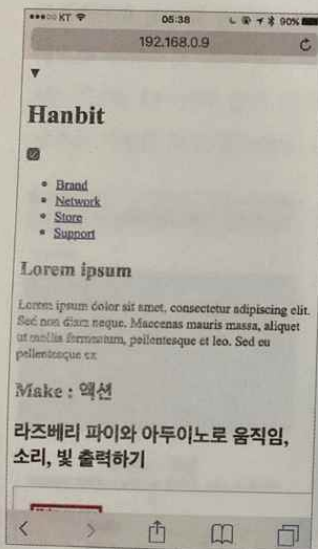 KT 05:38 90%
192.168.0.9
Hanbit
Brand
Network
Store
Support
Lorem ipsum
Lorem ipsum dolor sit amet, consectetur adipiscing elit.
Sed non diam neque. Maecenas mauris massa, aliquet
ut mollis fermentum, pellentesque et leo. Sed eu
pellentesque ex
Make : 액션
라즈베리 파이와 아두이노로 움직임,
소리, 빛 출력하기